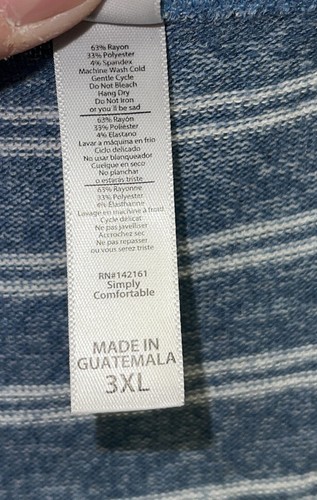 63% Rayon
33% Polyester
4% Spandex
Machine Wash Cold
Gentle Cycle
Do Not Bleach
Hang Dry
Do Not Iron
or you'll be sad
63% Rayón
33% Poliéster
4% Elastano
Lavar a máquina en frío
Ciclo delicado
No usar blanqueador
Cuelgue en seco
No planchar
o estarás triste
63% Rayonne
33% Polyester
4% Élasthanne
Lavage en machine à froid
Cycle délicat
Ne pas javelliser
Accrochez sec
Ne pas repasser
ou vous serez triste
RN#142161
Simply
Comfortable
MADE IN
GUATEMALA
3XL